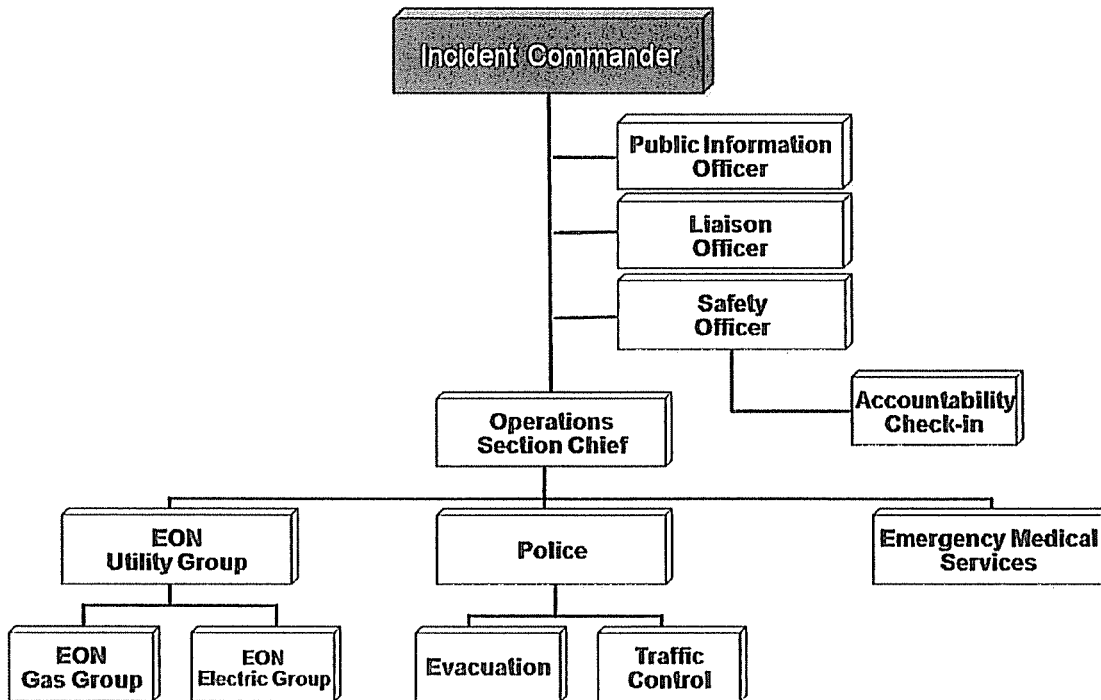 Incident Commander
Public Information
Officer
Liaison
Officer
Safety
Officer
Accountability
Check-in
Operations
Section Chief
EON
Utility Group
Police
Emergency Medical
Services
EON
Gas Group
EON
Electric Group
Evacuation
Traffic
Control